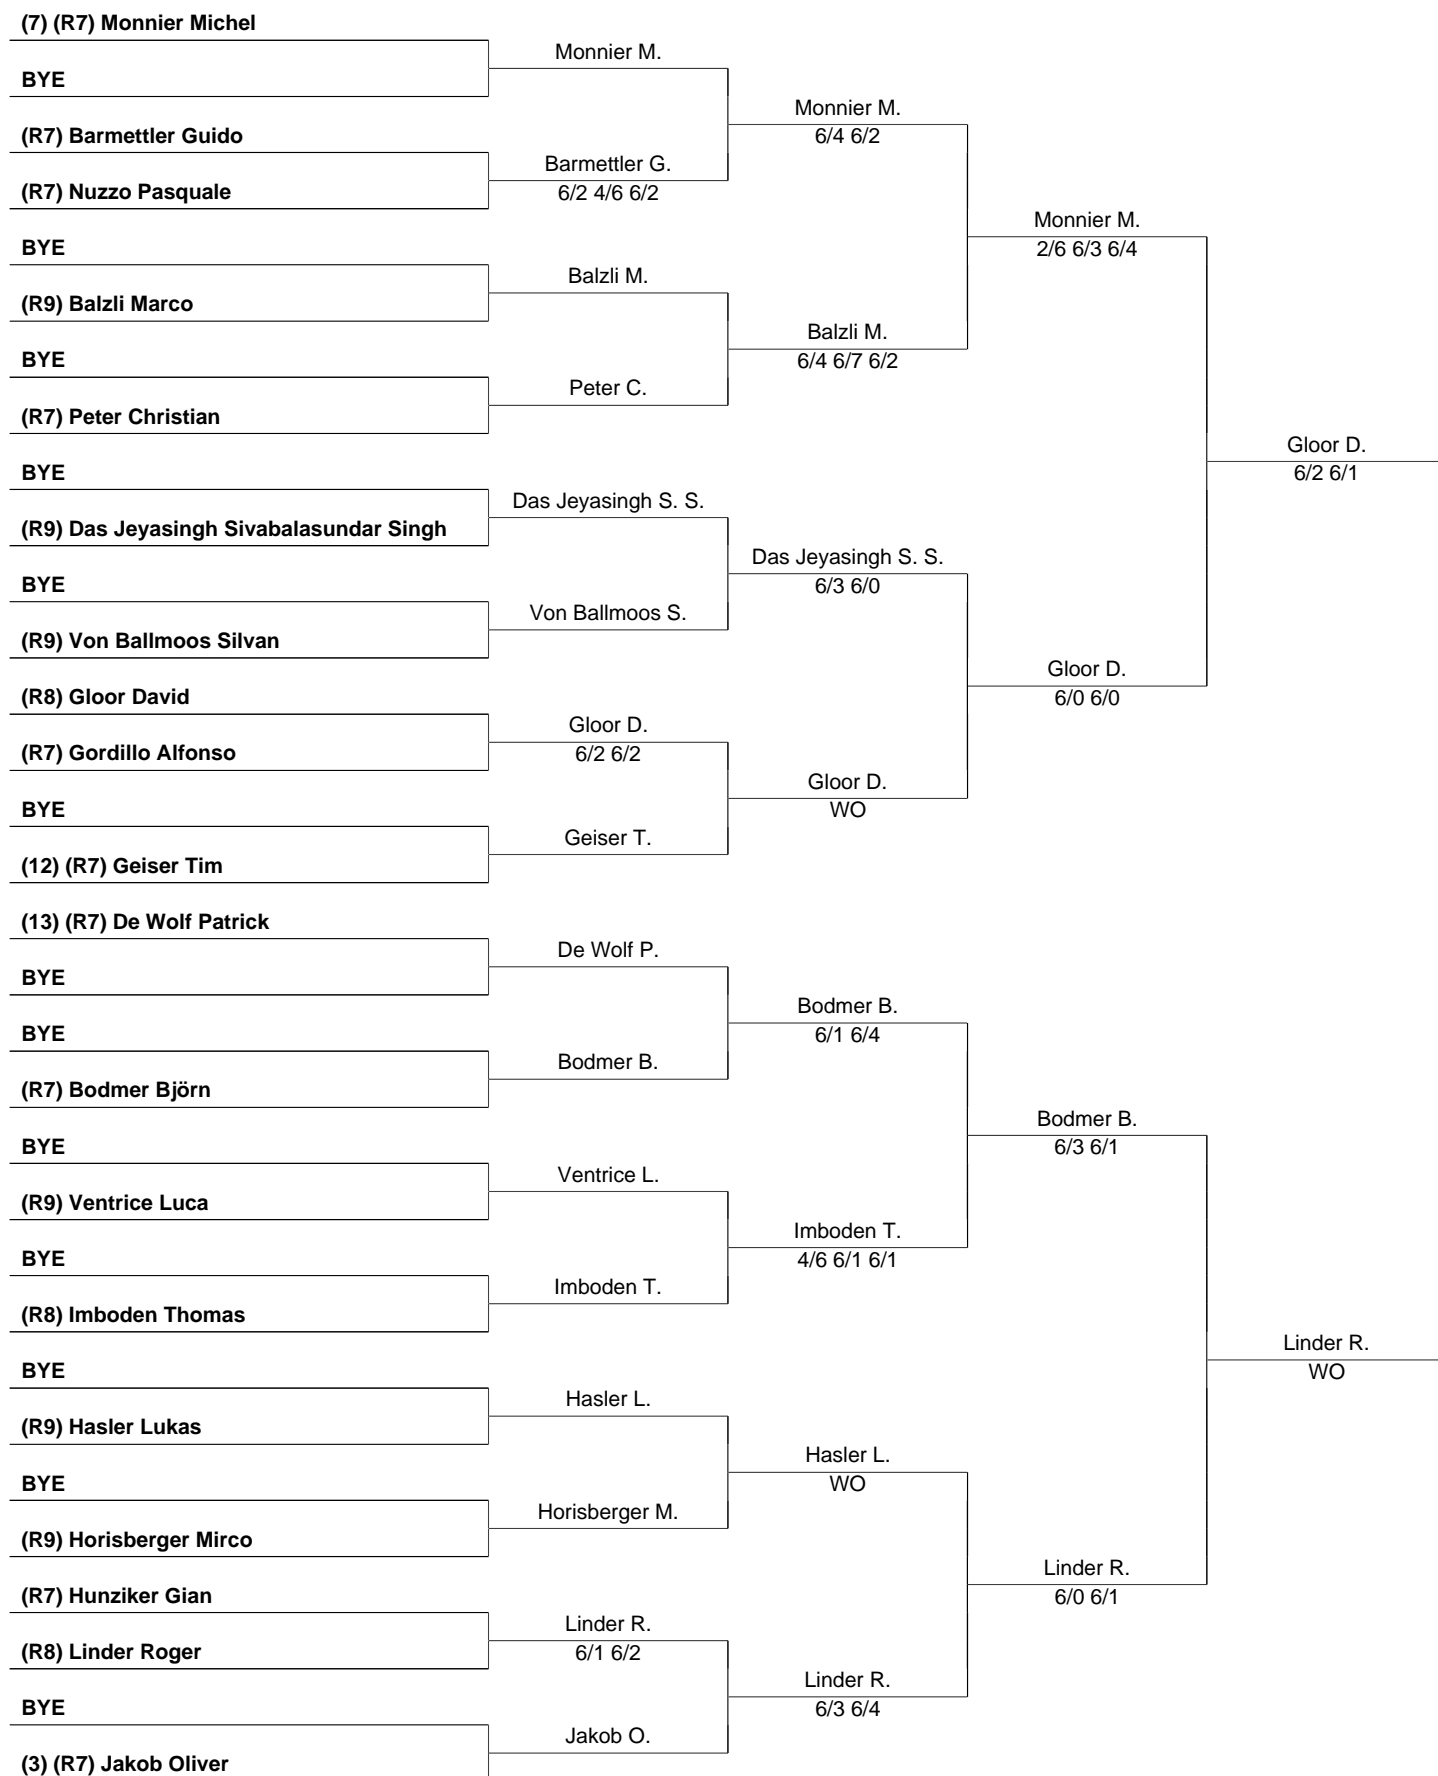 (7) (R7) Monnier Michel
BYE
(R7) Barmettler Guido
(R7) Nuzzo Pasquale
BYE
(R9) Balzli Marco
BYE
(R7) Peter Christian
BYE
(R9) Das Jeyasingh Sivabalasundar Singh
BYE
(R9) Von Ballmoos Silvan
(R8) Gloor David
(R7) Gordillo Alfonso
BYE
(12) (R7) Geiser Tim
(13) (R7) De Wolf Patrick
BYE
BYE
(R7) Bodmer Björn
BYE
(R9) Ventrice Luca
BYE
(R8) Imboden Thomas
BYE
(R9) Hasler Lukas
BYE
(R9) Horisberger Mirco
(R7) Hunziker Gian
(R8) Linder Roger
BYE
(3) (R7) Jakob Oliver
Monnier M.
Barmettler G.
6/2 4/6 6/2
Balzli M.
Peter C.
Das Jeyasingh S. S.
Von Ballmoos S.
Gloor D.
6/2 6/2
Geiser T.
De Wolf P.
Bodmer B.
Ventrice L.
Imboden T.
Hasler L.
Horisberger M.
Linder R.
6/1 6/2
Jakob O.
Monnier M.
6/4 6/2
Balzli M.
6/4 6/7 6/2
Das Jeyasingh S. S.
6/3 6/0
Gloor D.
WO
Bodmer B.
6/1 6/4
Imboden T.
4/6 6/1 6/1
Hasler L.
WO
Linder R.
6/3 6/4
Monnier M.
2/6 6/3 6/4
Gloor D.
6/0 6/0
Bodmer B.
6/3 6/1
Linder R.
6/0 6/1
Gloor D.
6/2 6/1
Linder R.
WO